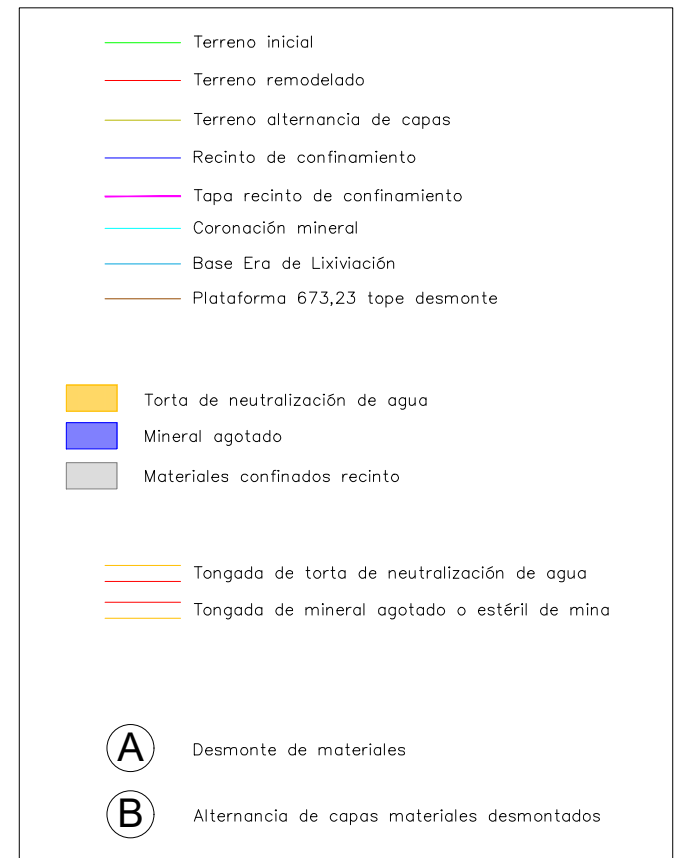 Terreno inicial
Terreno remodelado
Terreno alternancia de capas
Recinto de confinamiento
Tapa recinto de confinamiento
Coronación mineral
Base Era de Lixiviación
Plataforma 673,23 tope desmonte
Torta de neutralización de agua
Mineral agotado
Materiales confinados recinto
Tongada de torta de neutralización de agua
Tongada de mineral agotado o estéril de mina
A Desmonte de materiales
B Alternancia de capas materiales desmontados